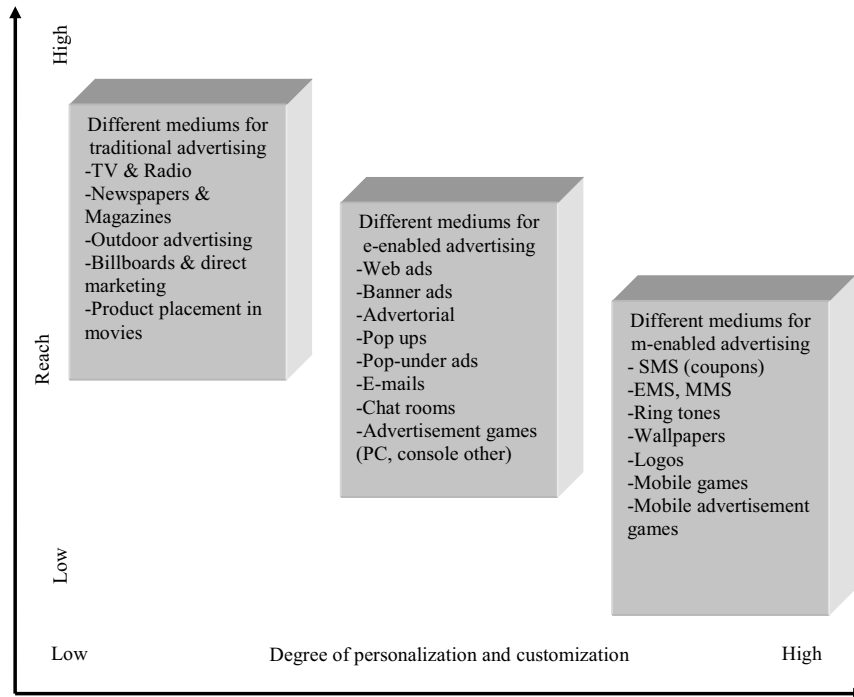 High
Different mediums for
traditional advertising
-TV & Radio
-Newspapers &
Magazines
-Outdoor advertising
-Billboards & direct
marketing
-Product placement in
movies
Different mediums for
e-enabled advertising
-Web ads
-Banner ads
-Advertorial
-Pop ups
-Pop-under ads
-E-mails
-Chat rooms
-Advertisement games
(PC, console other)
Different mediums for
m-enabled advertising
- SMS (coupons)
-EMS, MMS
-Ring tones
-Wallpapers
-Logos
-Mobile games
-Mobile advertisement
games
Reach
Low
Low
Degree of personalization and customization
High